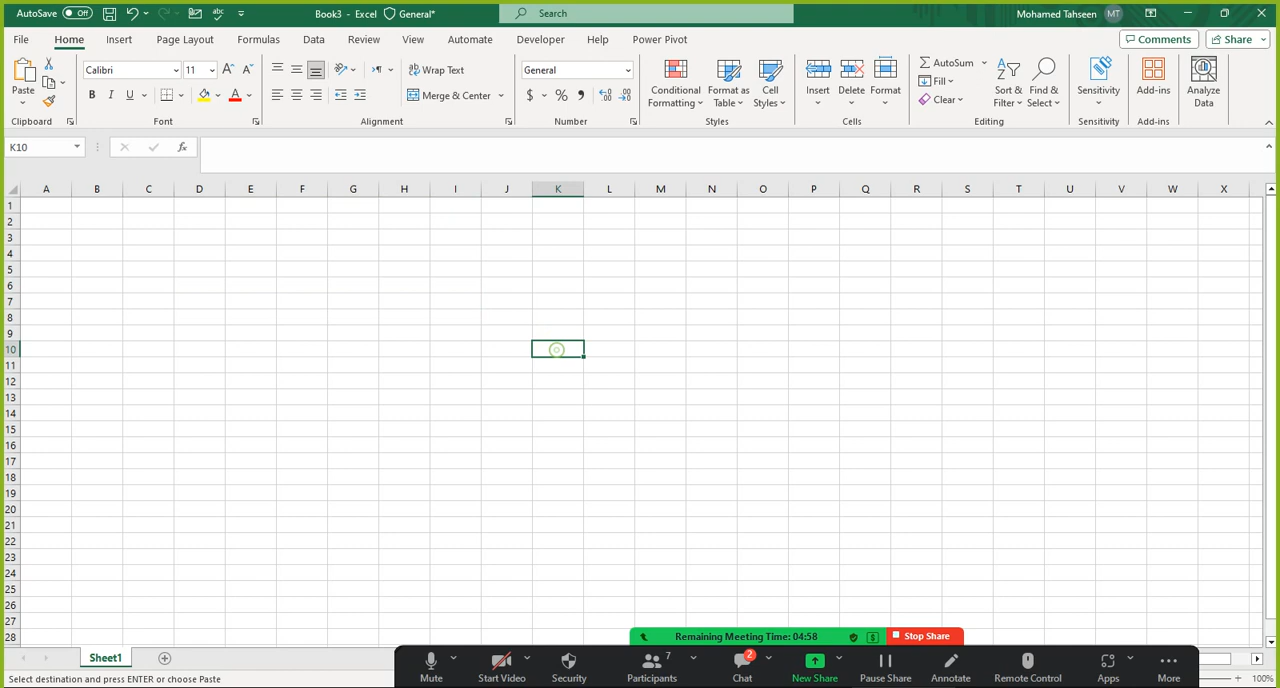 AutoSave Off Book3 - Excel General* Search Mohamed Tahseen MT
File Home Insert Page Layout Formulas Data Review View Automate Developer Help Power Pivot Comments Share
Paste Calibri 11 A^ A˅ Wrap Text General Conditional Formatting Format as Table Cell Styles Insert Delete Format AutoSum Fill Clear Sort & Filter Find & Select Sensitivity Add-ins Analyze Data
B I U A Merge & Center $ % 9
Clipboard Font Alignment Number Styles Cells Editing Sensitivity Add-ins
K10 fx
A B C D E F G H I J K L M N O P Q R S T U V W X
1
2
3
4
5
6
7
8
9
10
11
12
13
14
15
16
17
18
19
20
21
22
23
24
25
26
27
28
Remaining Meeting Time: 04:58 Stop Share
Sheet1
Select destination and press ENTER or choose Paste
Mute Start Video Security Participants 7 Chat 2 New Share Pause Share Annotate Remote Control Apps More
100%